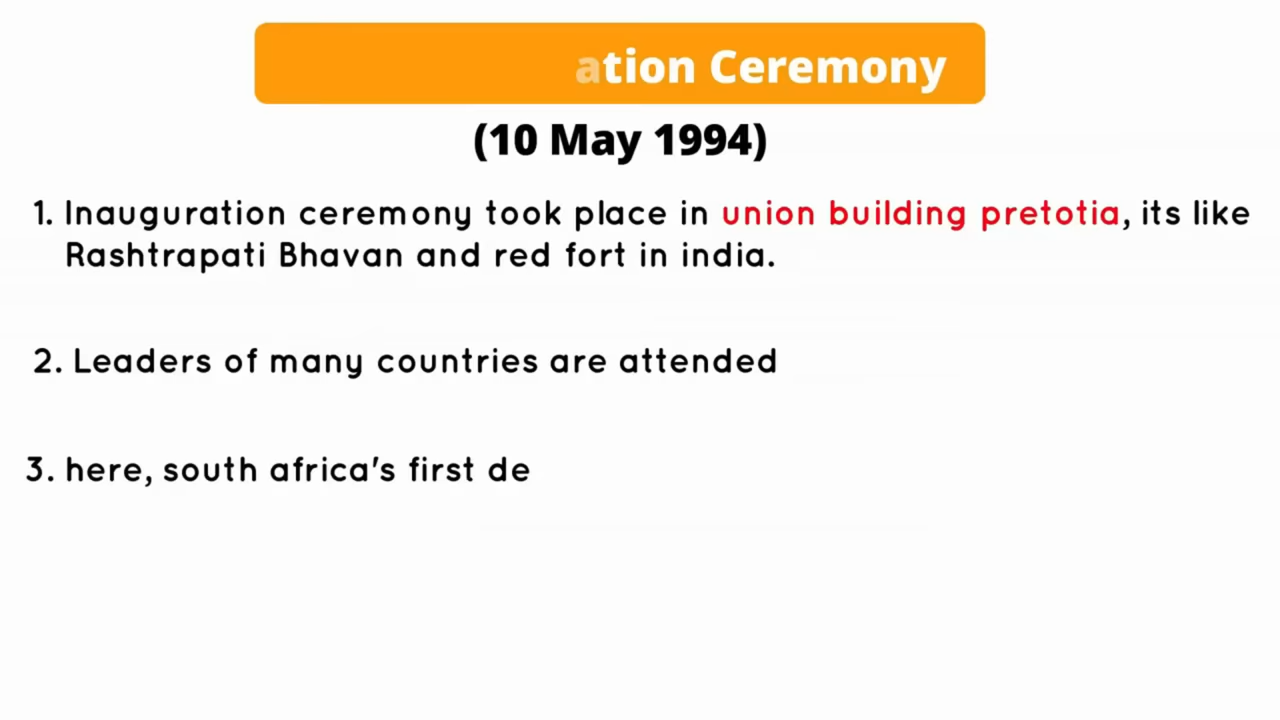 ation Ceremony
(10 May 1994)
1. Inauguration ceremony took place in union building pretotia, its like
Rashtrapati Bhavan and red fort in india.
2. Leaders of many countries are attended
3. here, south africa's first de